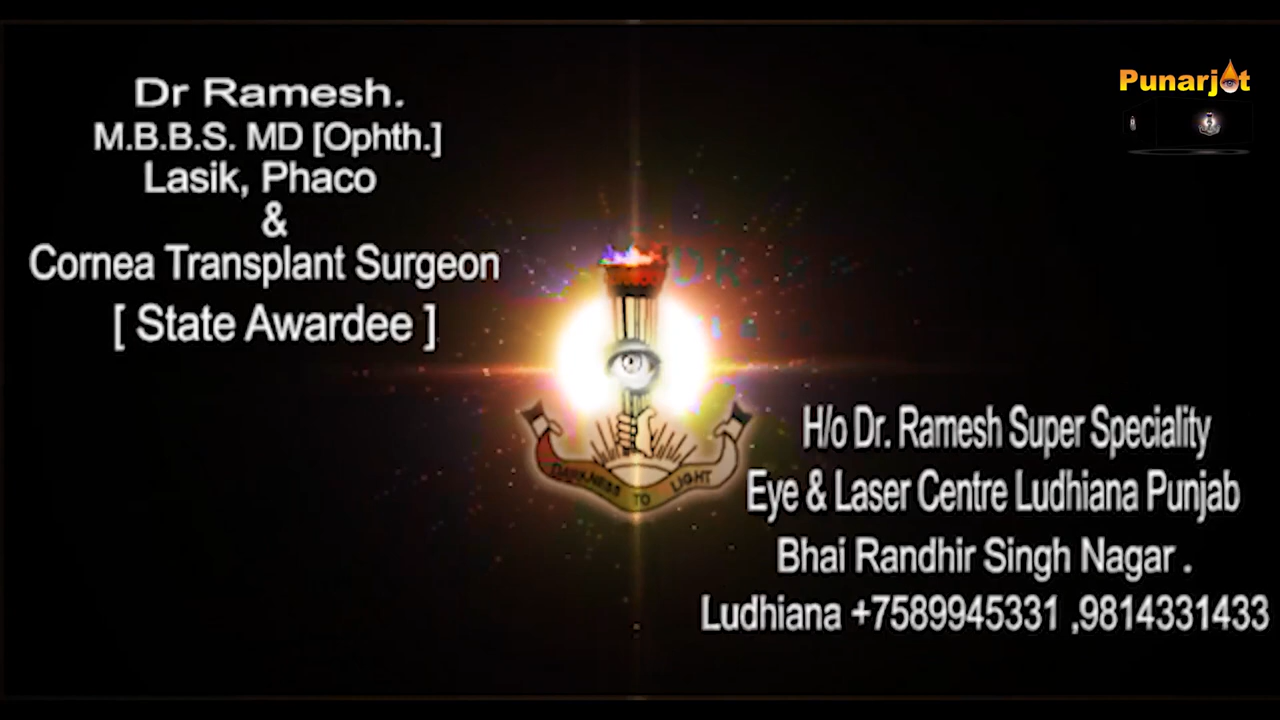 Dr Ramesh.
M.B.B.S. MD [Ophth.]
Lasik, Phaco
&
Cornea Transplant Surgeon
[ State Awardee ]
Punarjot
DARKNESS TO LIGHT
H/o Dr. Ramesh Super Speciality
Eye & Laser Centre Ludhiana Punjab
Bhai Randhir Singh Nagar .
Ludhiana +7589945331 ,9814331433